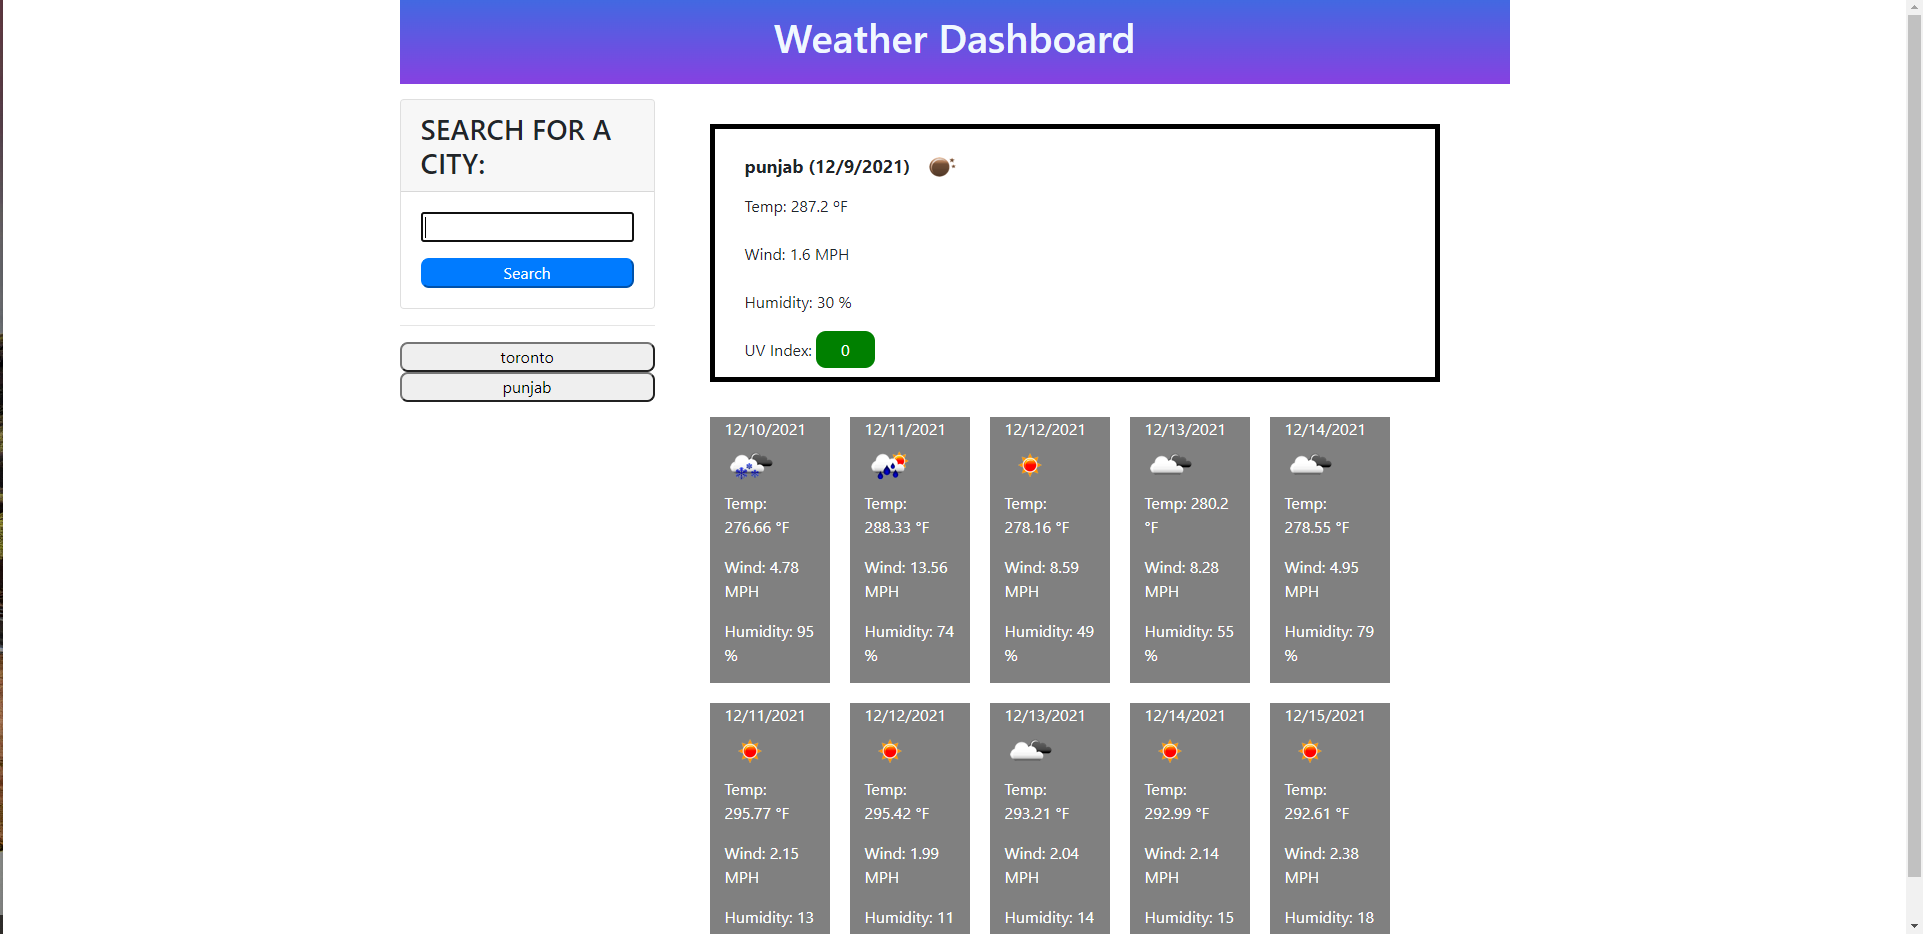 Weather Dashboard
SEARCH FOR A
CITY:
Search
toronto
punjab
punjab (12/9/2021)
Temp: 287.2 °F
Wind: 1.6 MPH
Humidity: 30 %
UV Index: 0
12/10/2021
Temp:
276.66 °F
Wind: 4.78
MPH
Humidity: 95
%
12/11/2021
Temp:
288.33 °F
Wind: 13.56
MPH
Humidity: 74
%
12/12/2021
Temp:
278.16 °F
Wind: 8.59
MPH
Humidity: 49
%
12/13/2021
Temp: 280.2
°F
Wind: 8.28
MPH
Humidity: 55
%
12/14/2021
Temp:
278.55 °F
Wind: 4.95
MPH
Humidity: 79
%
12/11/2021
Temp:
295.77 °F
Wind: 2.15
MPH
Humidity: 13
12/12/2021
Temp:
295.42 °F
Wind: 1.99
MPH
Humidity: 11
12/13/2021
Temp:
293.21 °F
Wind: 2.04
MPH
Humidity: 14
12/14/2021
Temp:
292.99 °F
Wind: 2.14
MPH
Humidity: 15
12/15/2021
Temp:
292.61 °F
Wind: 2.38
MPH
Humidity: 18